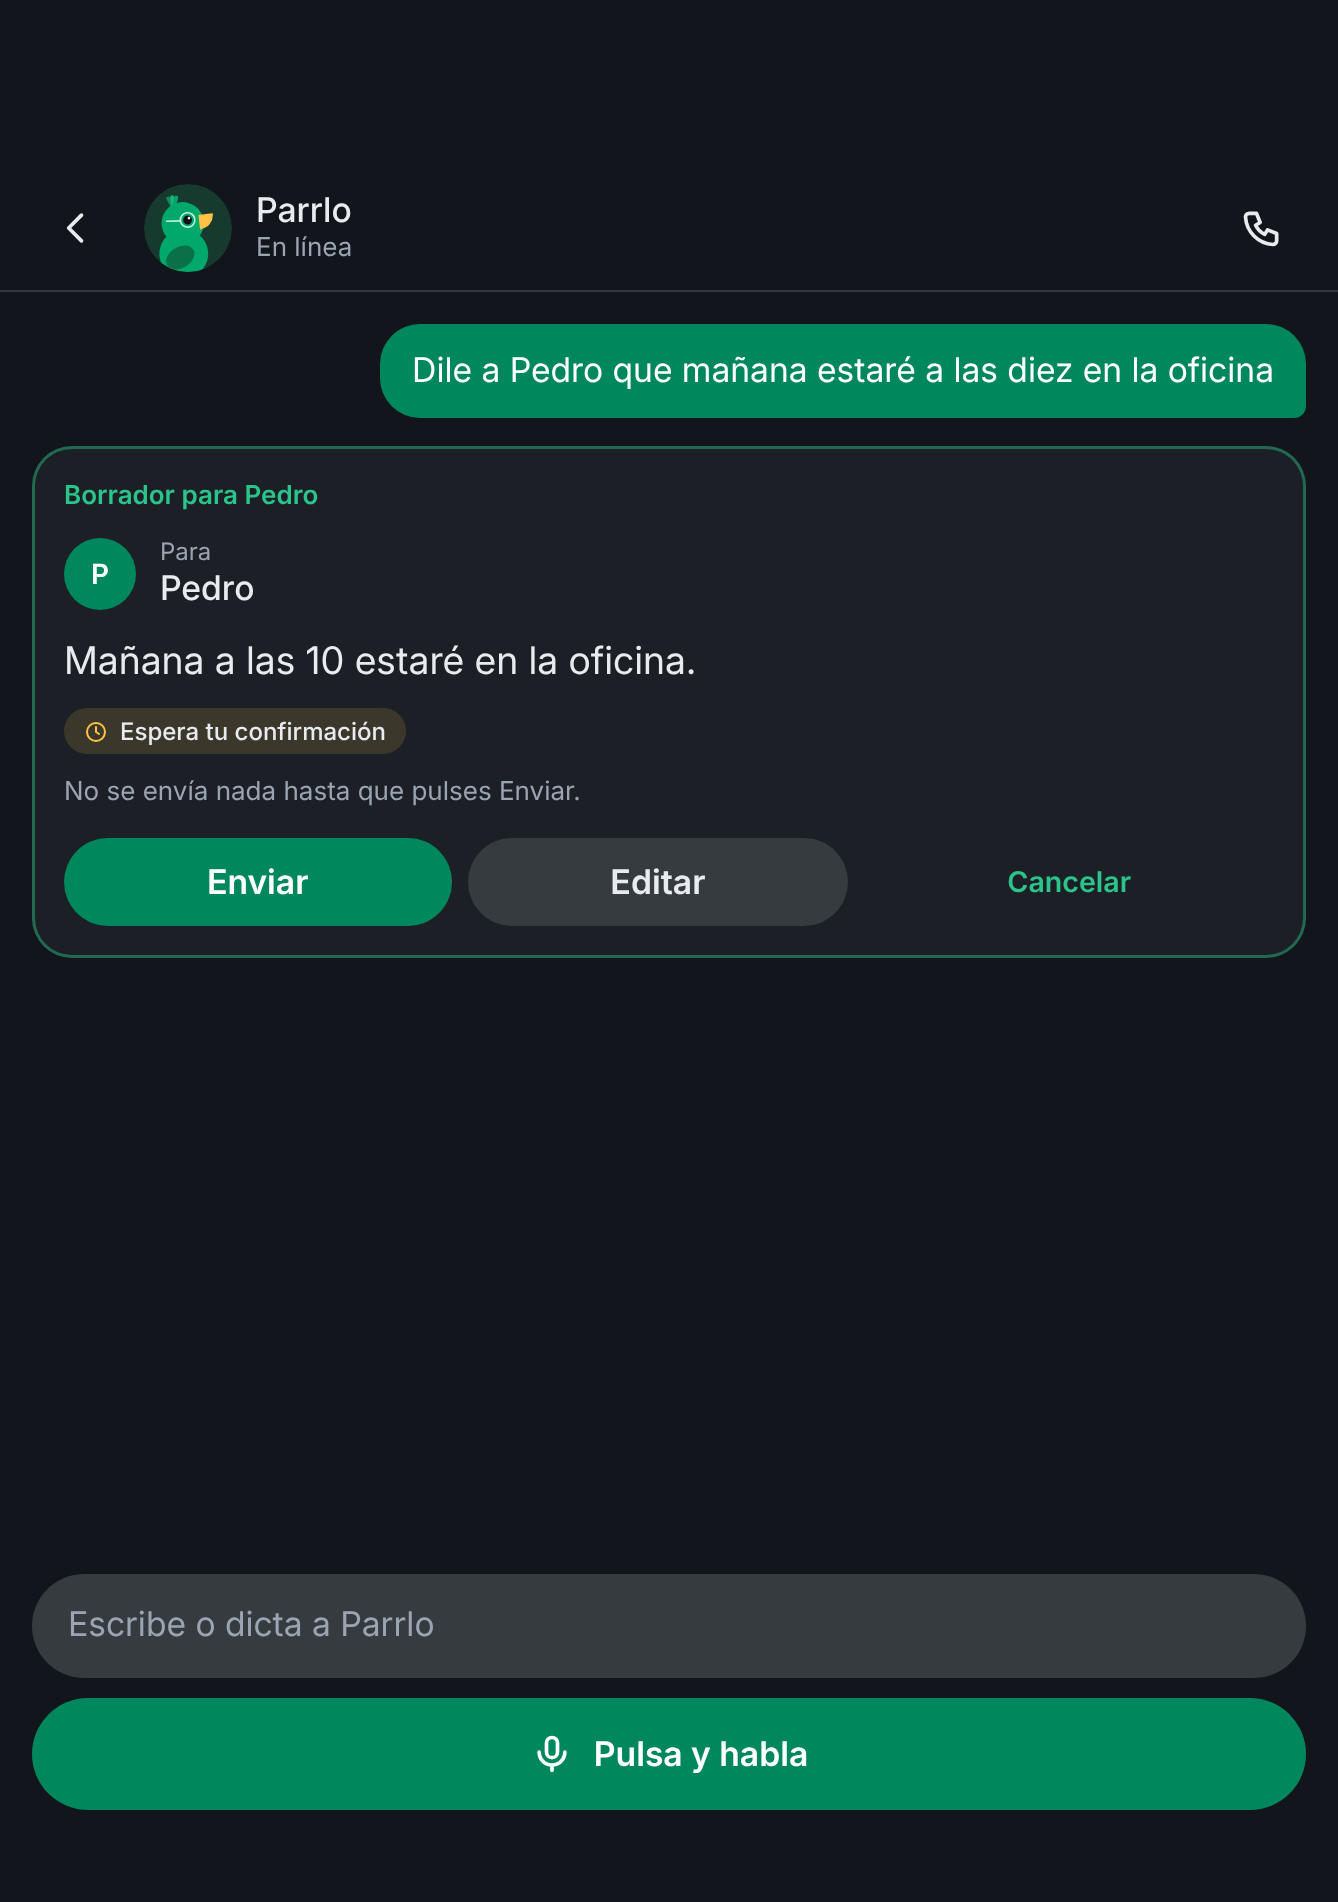 Parrlo
En línea
Dile a Pedro que mañana estaré a las diez en la oficina
Borrador para Pedro
P
Para
Pedro
Mañana a las 10 estaré en la oficina.
Espera tu confirmación
No se envía nada hasta que pulses Enviar.
Enviar
Editar
Cancelar
Escribe o dicta a Parrlo
Pulsa y habla